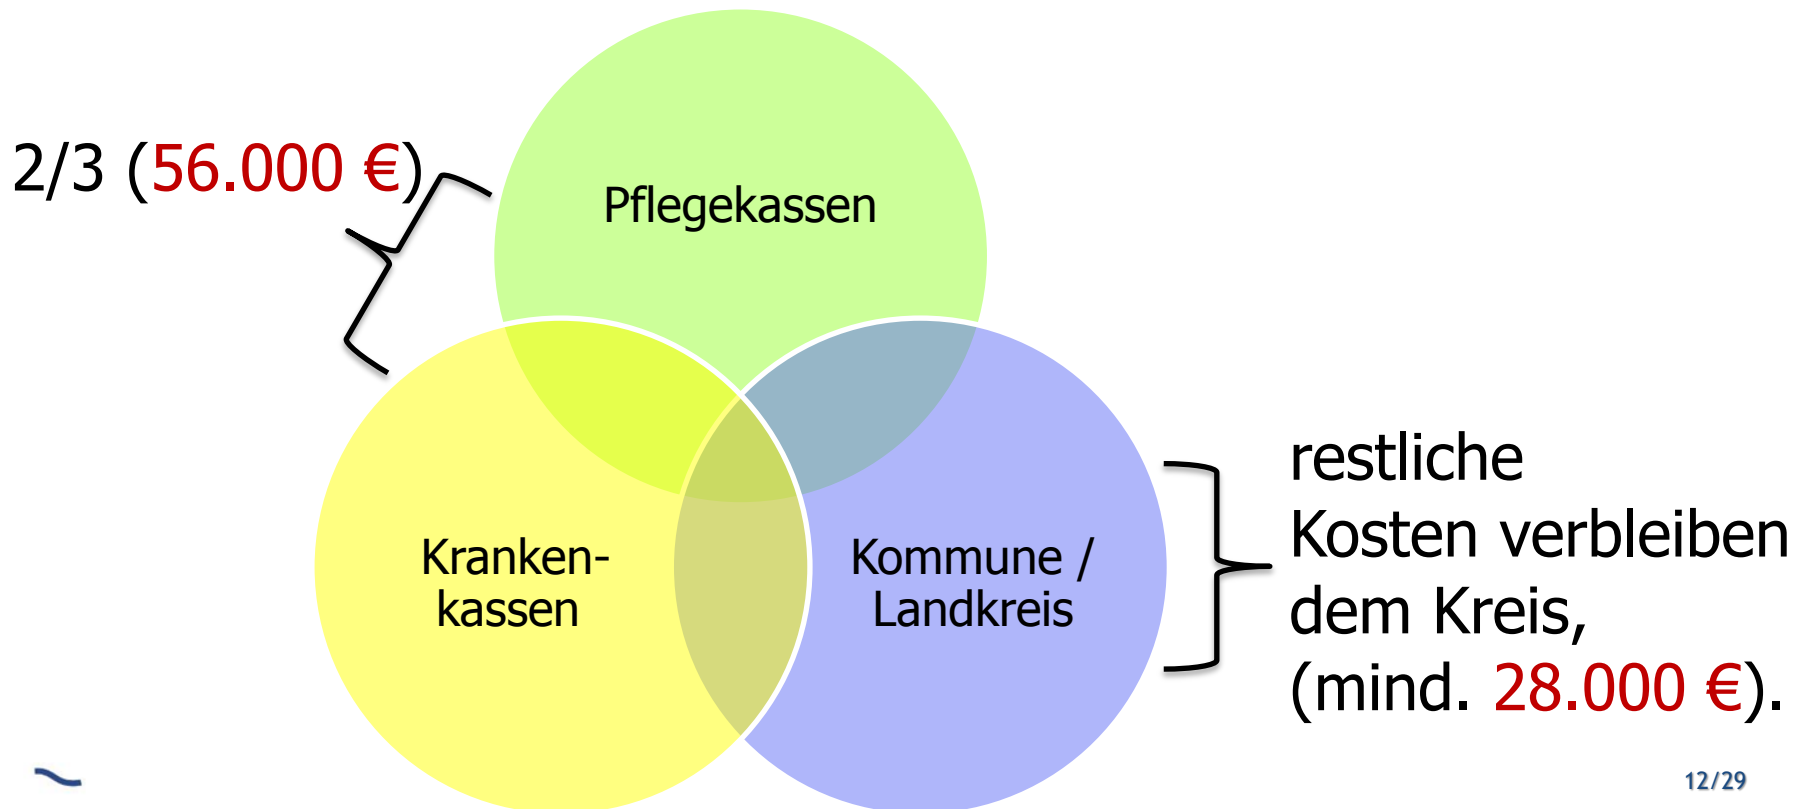 2/3 (56.000 €)
Pflegekassen
Kranken-
kassen
Kommune /
Landkreis
restliche
Kosten verbleiben
dem Kreis,
(mind. 28.000 €).
12/29